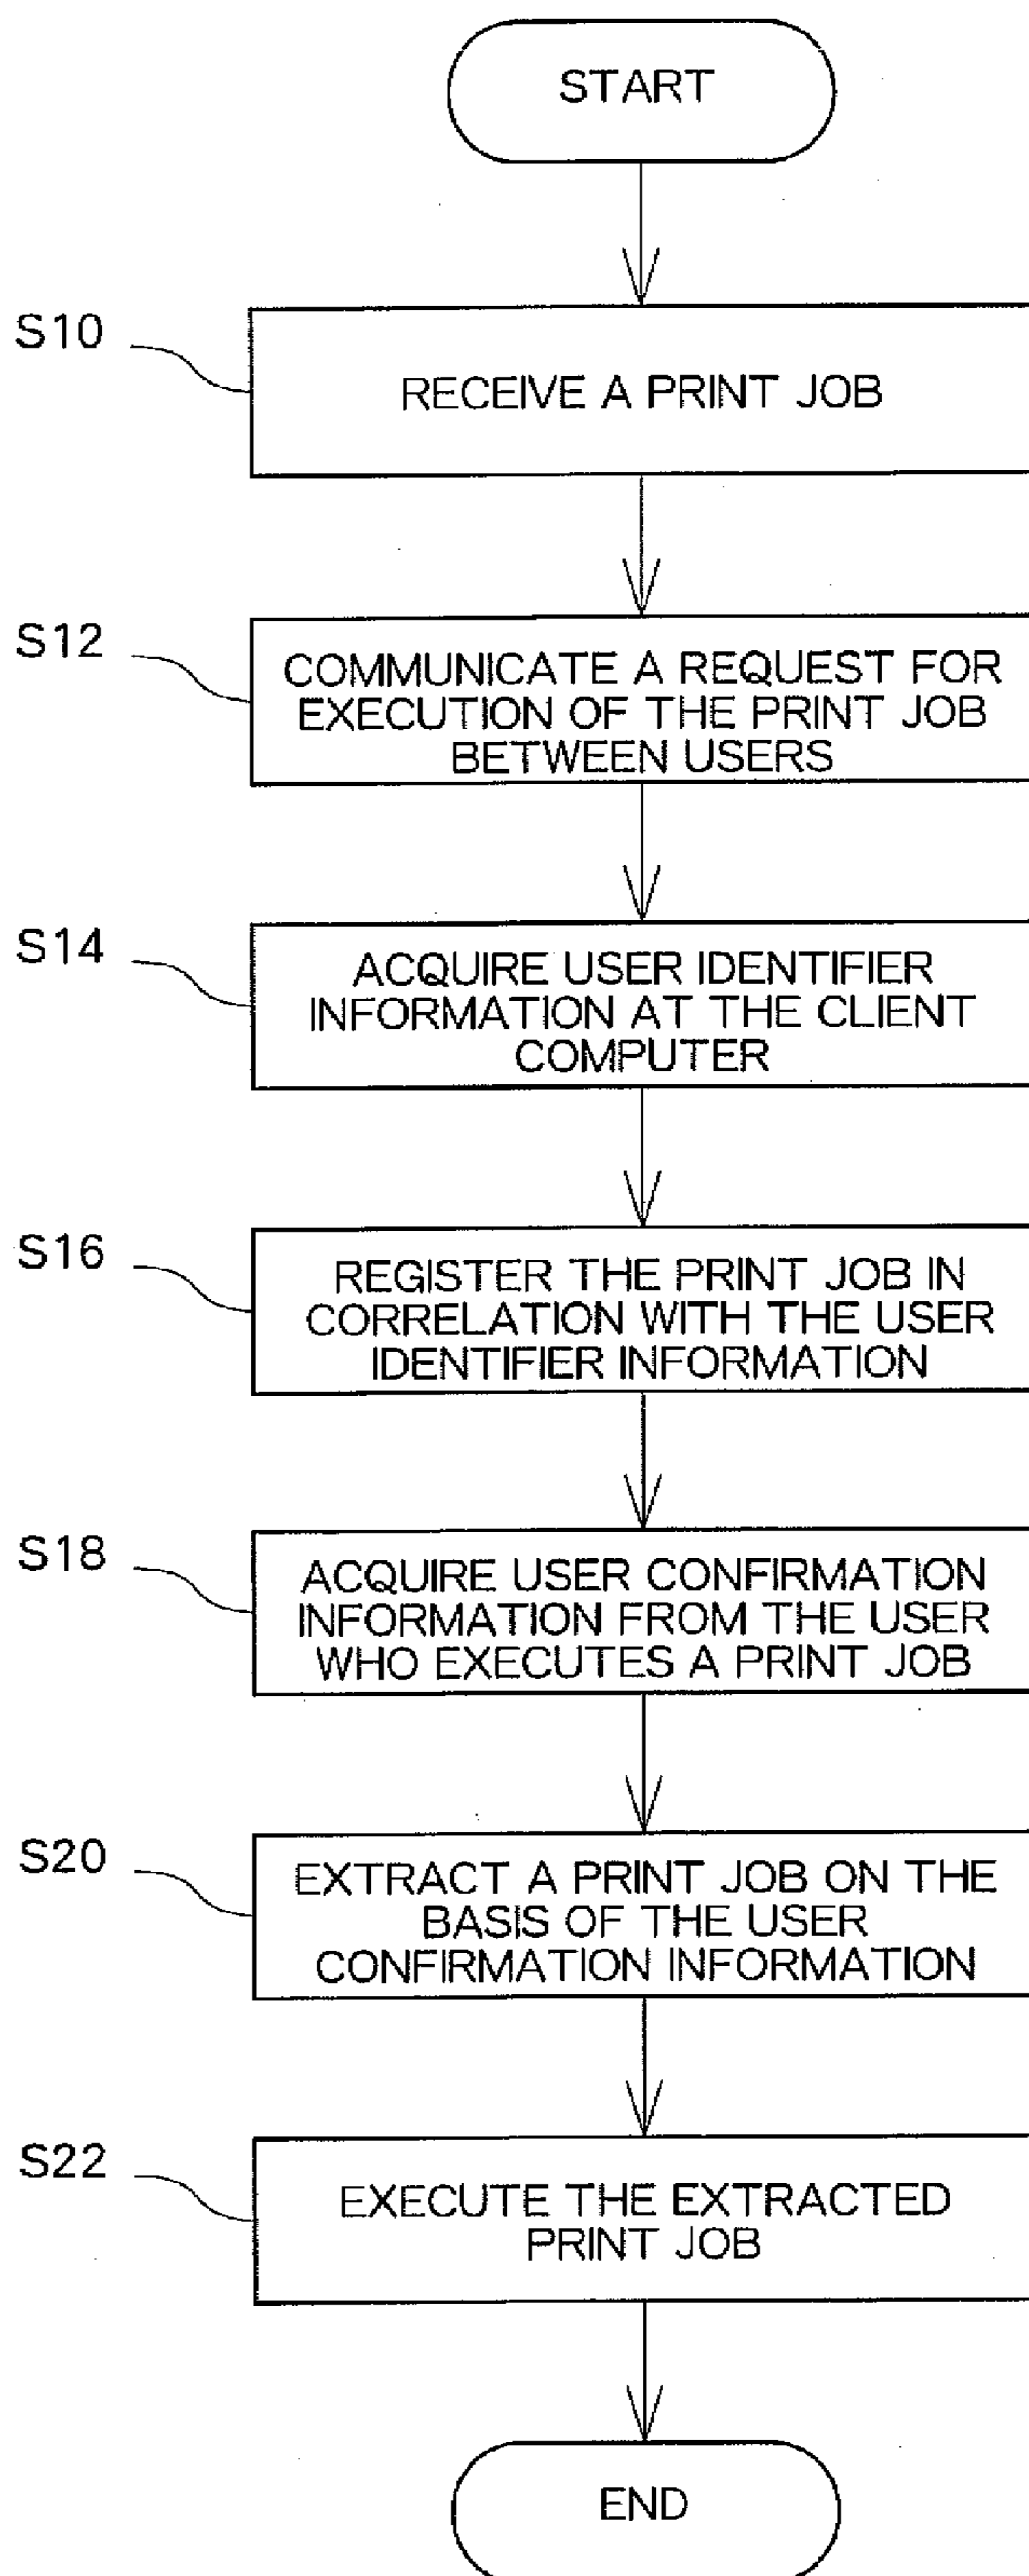 START
S10
RECEIVE A PRINT JOB
S12
COMMUNICATE A REQUEST FOR
EXECUTION OF THE PRINT JOB
BETWEEN USERS
S14
ACQUIRE USER IDENTIFIER
INFORMATION AT THE CLIENT
COMPUTER
S16
REGISTER THE PRINT JOB IN
CORRELATION WITH THE USER
IDENTIFIER INFORMATION
S18
ACQUIRE USER CONFIRMATION
INFORMATION FROM THE USER
WHO EXECUTES A PRINT JOB
S20
EXTRACT A PRINT JOB ON THE
BASIS OF THE USER
CONFIRMATION INFORMATION
S22
EXECUTE THE EXTRACTED
PRINT JOB
END